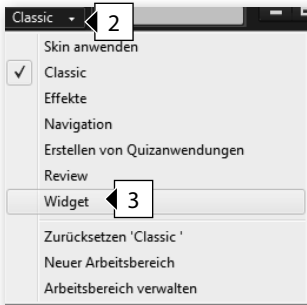 Classic
2
Skin anwenden
Classic
Effekte
Navigation
Erstellen von Quizanwendungen
Review
Widget 3
Zurücksetzen 'Classic '
Neuer Arbeitsbereich
Arbeitsbereich verwalten